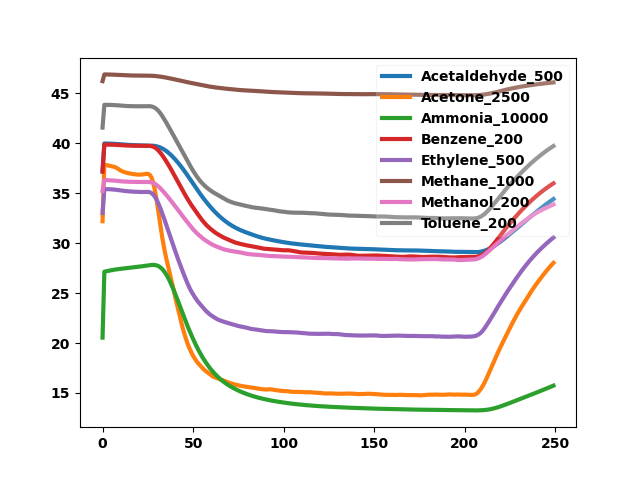 Acetaldehyde_500
Acetone_2500
Ammonia_10000
Benzene_200
Ethylene_500
Methane_1000
Methanol_200
Toluene_200
45
40
35
30
25
20
15
0 50 100 150 200 250